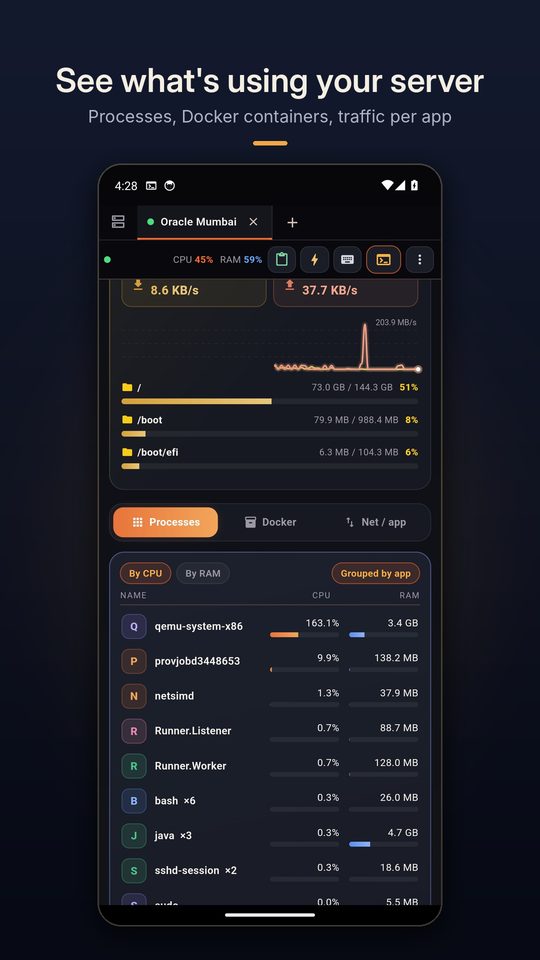 See what's using your server
Processes, Docker containers, traffic per app
4:28
Oracle Mumbai
CPU 45% RAM 59%
8.6 KB/s 37.7 KB/s
203.9 MB/s
/ 73.0 GB / 144.3 GB 51%
/boot 79.9 MB / 988.4 MB 8%
/boot/efi 6.3 MB / 104.3 MB 6%
Processes Docker Net / app
By CPU By RAM Grouped by app
NAME CPU RAM
Q qemu-system-x86 163.1% 3.4 GB
P provjobd3448653 9.9% 138.2 MB
N netsimd 1.3% 37.9 MB
R Runner.Listener 0.7% 88.7 MB
R Runner.Worker 0.7% 128.0 MB
B bash ×6 0.3% 26.0 MB
J java ×3 0.3% 4.7 GB
S sshd-session ×2 0.3% 18.6 MB
S sudo 0.0% 5.5 MB